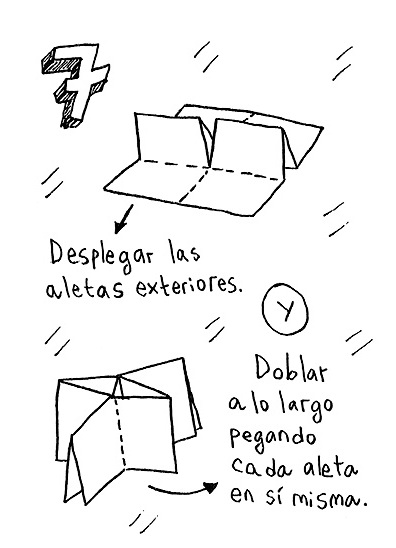 7
Desplegar las
aletas exteriores.
Y
Doblar
a lo largo
pegando
cada aleta
en sí misma.